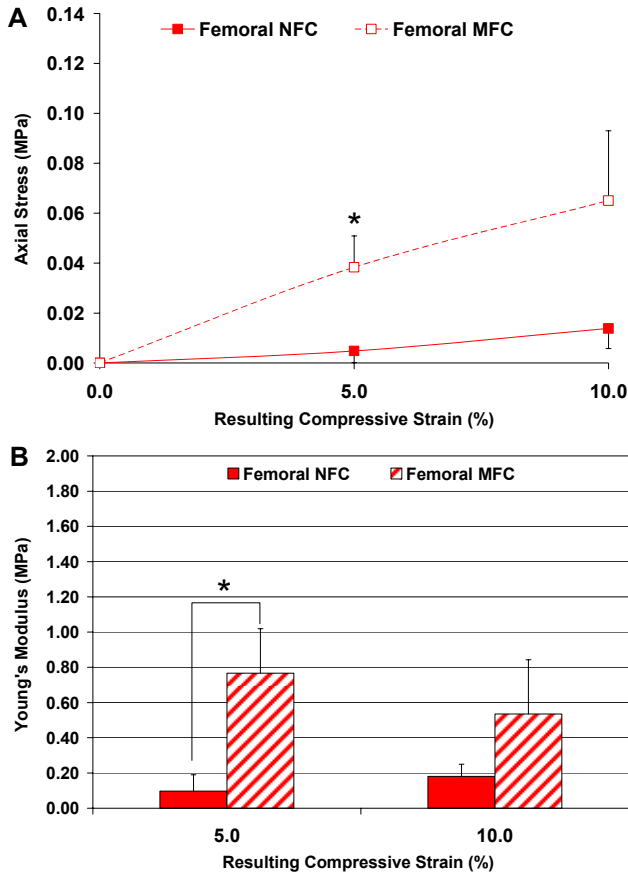 A
Femoral NFC
Femoral MFC
0.14
0.12
0.10
0.08
0.06
0.04
0.02
0.00
Axial Stress (MPa)
*
0.0
5.0
10.0
Resulting Compressive Strain (%)
B
Femoral NFC
Femoral MFC
2.00
1.80
1.60
1.40
1.20
1.00
0.80
0.60
0.40
0.20
0.00
Young's Modulus (MPa)
*
5.0
10.0
Resulting Compressive Strain (%)